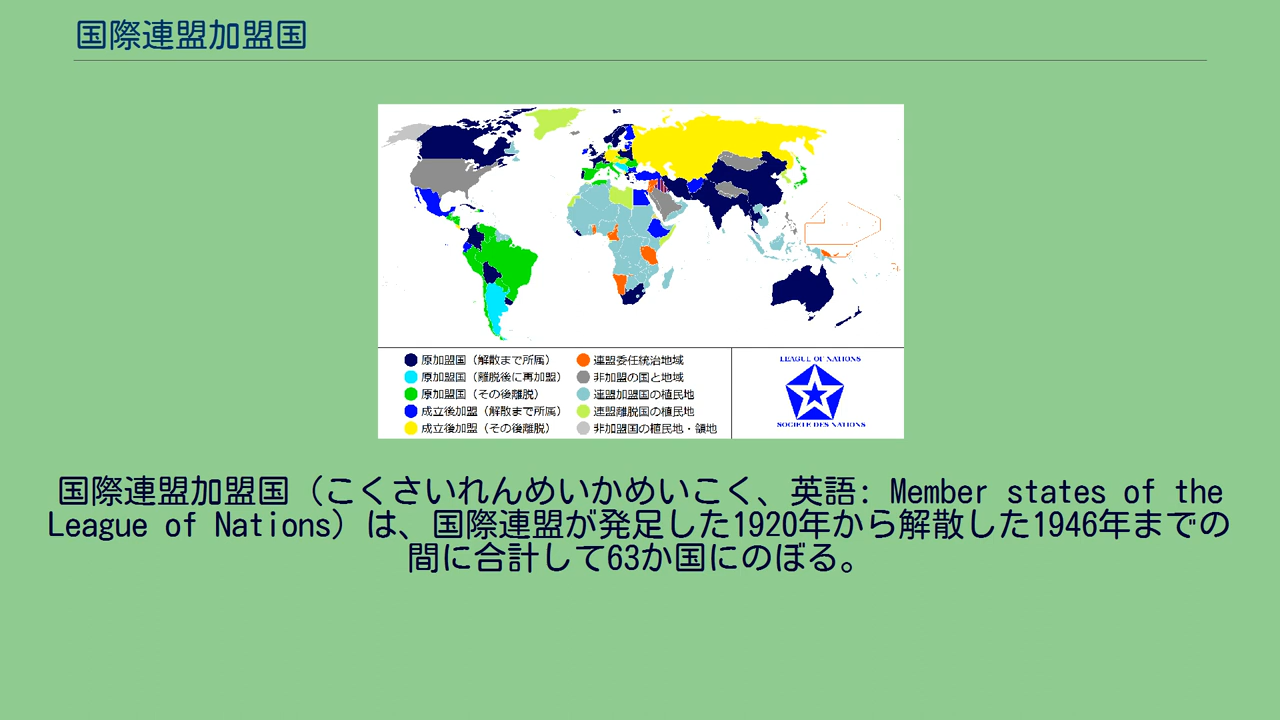 国際連盟加盟国
原加盟国（解散まで所属）
原加盟国（離脱後に再加盟）
原加盟国（その後離脱）
成立後加盟（解散まで所属）
成立後加盟（その後離脱）
連盟委任統治地域
非加盟の国と地域
連盟加盟国の植民地
連盟離脱国の植民地
非加盟国の植民地・領地
LEAGUE OF NATIONS
SOCIETE DES NATIONS
国際連盟加盟国（こくさいれんめいかめいこく、英語: Member states of the
League of Nations）は、国際連盟が発足した1920年から解散した1946年までの
間に合計して63か国にのぼる。